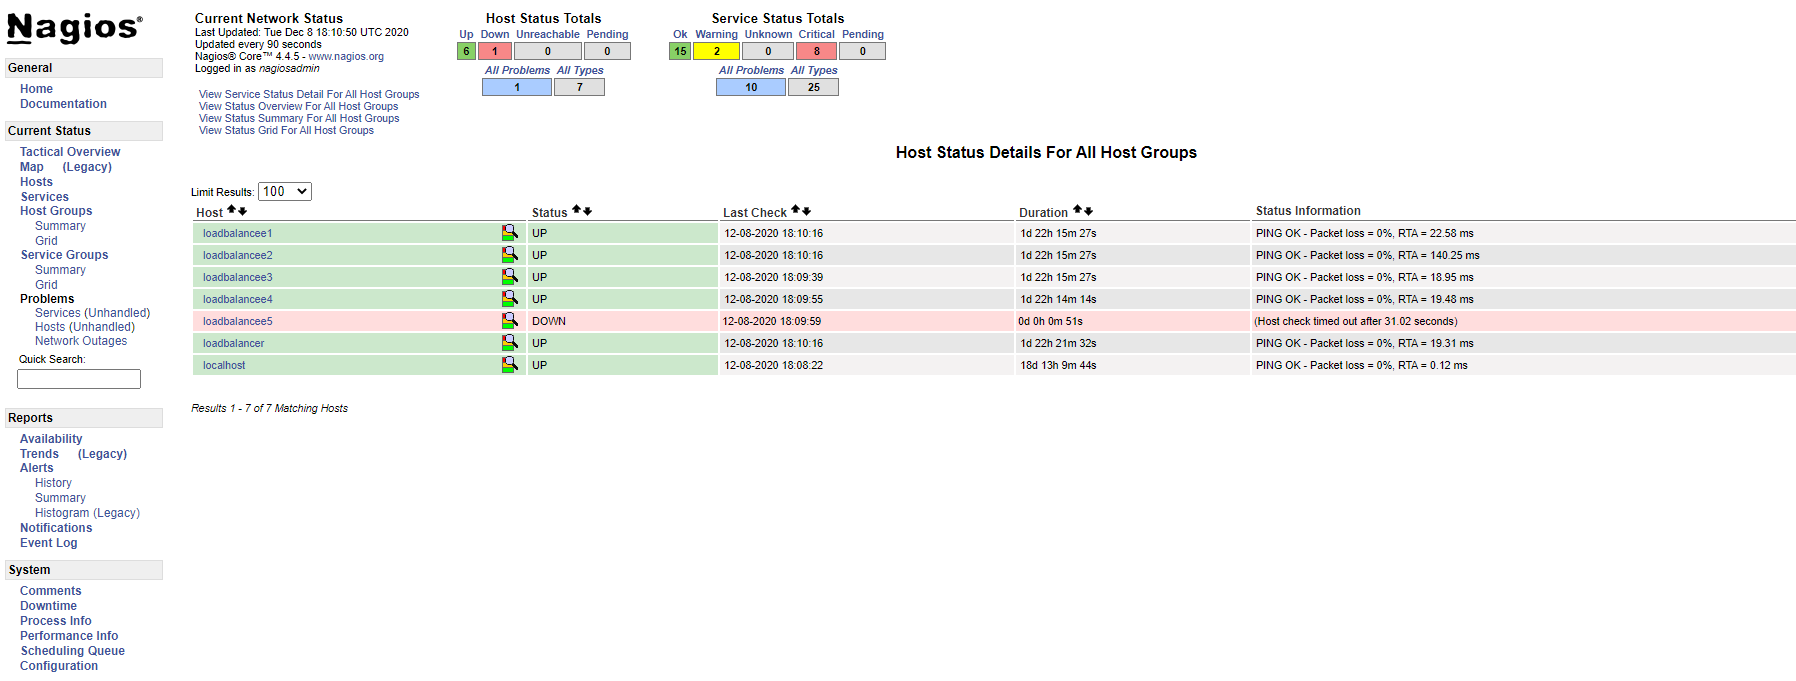 Nagios®
General
Home
Documentation
Current Status
Tactical Overview
Map (Legacy)
Hosts
Services
Host Groups
Summary
Grid
Service Groups
Summary
Grid
Problems
Services (Unhandled)
Hosts (Unhandled)
Network Outages
Quick Search:
Reports
Availability
Trends (Legacy)
Alerts
History
Summary
Histogram (Legacy)
Notifications
Event Log
System
Comments
Downtime
Process Info
Performance Info
Scheduling Queue
Configuration
Current Network Status
Last Updated: Tue Dec 8 18:10:50 UTC 2020
Updated every 90 seconds
Nagios® Core™ 4.4.5 - www.nagios.org
Logged in as nagiosadmin
View Service Status Detail For All Host Groups
View Status Overview For All Host Groups
View Status Summary For All Host Groups
View Status Grid For All Host Groups
Host Status Totals
Up Down Unreachable Pending
6 1 0 0
All Problems All Types
1 7
Service Status Totals
Ok Warning Unknown Critical Pending
15 2 0 8 0
All Problems All Types
10 25
Host Status Details For All Host Groups
Limit Results: 100
Host Status Last Check Duration Status Information
loadbalancee1 UP 12-08-2020 18:10:16 1d 22h 15m 27s PING OK - Packet loss = 0%, RTA = 22.58 ms
loadbalancee2 UP 12-08-2020 18:10:16 1d 22h 15m 27s PING OK - Packet loss = 0%, RTA = 140.25 ms
loadbalancee3 UP 12-08-2020 18:09:39 1d 22h 15m 27s PING OK - Packet loss = 0%, RTA = 18.95 ms
loadbalancee4 UP 12-08-2020 18:09:55 1d 22h 14m 14s PING OK - Packet loss = 0%, RTA = 19.48 ms
loadbalancee5 DOWN 12-08-2020 18:09:59 0d 0h 0m 51s (Host check timed out after 31.02 seconds)
loadbalancer UP 12-08-2020 18:10:16 1d 22h 21m 32s PING OK - Packet loss = 0%, RTA = 19.31 ms
localhost UP 12-08-2020 18:08:22 18d 13h 9m 44s PING OK - Packet loss = 0%, RTA = 0.12 ms
Results 1 - 7 of 7 Matching Hosts